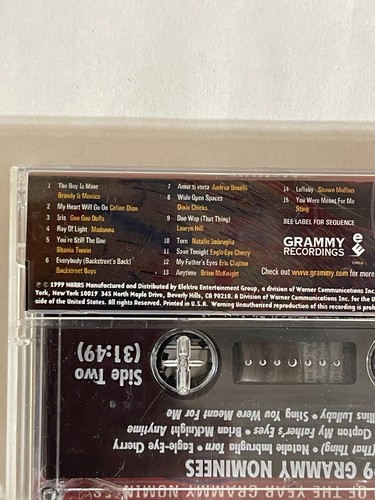 1 The Boy Is Mine
Brandy & Monica
2 My Heart Will Go On Celine Dion
3 Iris Goo Goo Dolls
4 Ray Of Light Madonna
5 You're Still The One
Shania Twain
6 Everybody (Backstreet's Back)
Backstreet Boys
7 Amor ti vieta Andrea Bocelli
8 Wide Open Spaces
Dixie Chicks
9 Doo Wop (That Thing)
Lauryn Hill
10 Torn Natalie Imbruglia
11 Save Tonight Eagle-Eye Cherry
12 My Father's Eyes Eric Clapton
13 Anytime Brian McKnight
14 Lullaby Shawn Mullins
15 You Were Meant For Me
Sting
SEE LABEL FOR SEQUENCE
GRAMMY
RECORDINGS
Check out www.grammy.com for more
℗ © 1999 NARAS Manufactured and Distributed by Elektra Entertainment Group, a division of Warner Communications Inc.
York, New York 10019 345 North Maple Drive, Beverly Hills, CA 90210. A Division of Warner Communications Inc. For the U
side of the United States. All rights reserved. Printed in U.S.A. Warning: Unauthorized reproduction of this recording is proh
Side Two
(31:49)
9 GRAMMY NOMINEES
That Thing) • Natalie Imbruglia Torn • Eagle-Eye Cherry
Clapton My Father's Eyes • Brian McKnight Anytime
llins Lullaby • Sting You Were Meant For Me
OF THE YEAR GRAMMY NOMIN